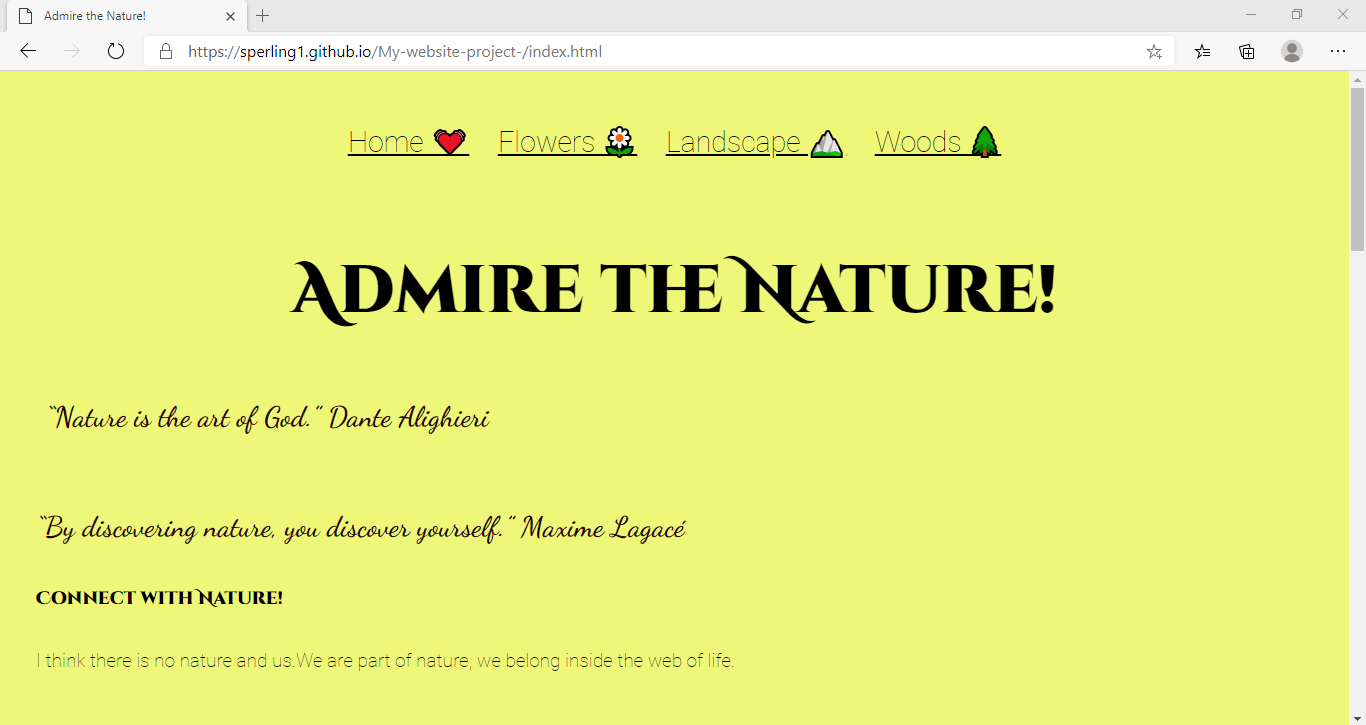 Admire the Nature!
https://sperling1.github.io/My-website-project-/index.html
Home Flowers Landscape Woods
Admire the Nature!
“Nature is the art of God.” Dante Alighieri
“By discovering nature, you discover yourself.” Maxime Lagacé
Connect with Nature!
I think there is no nature and us.We are part of nature, we belong inside the web of life.